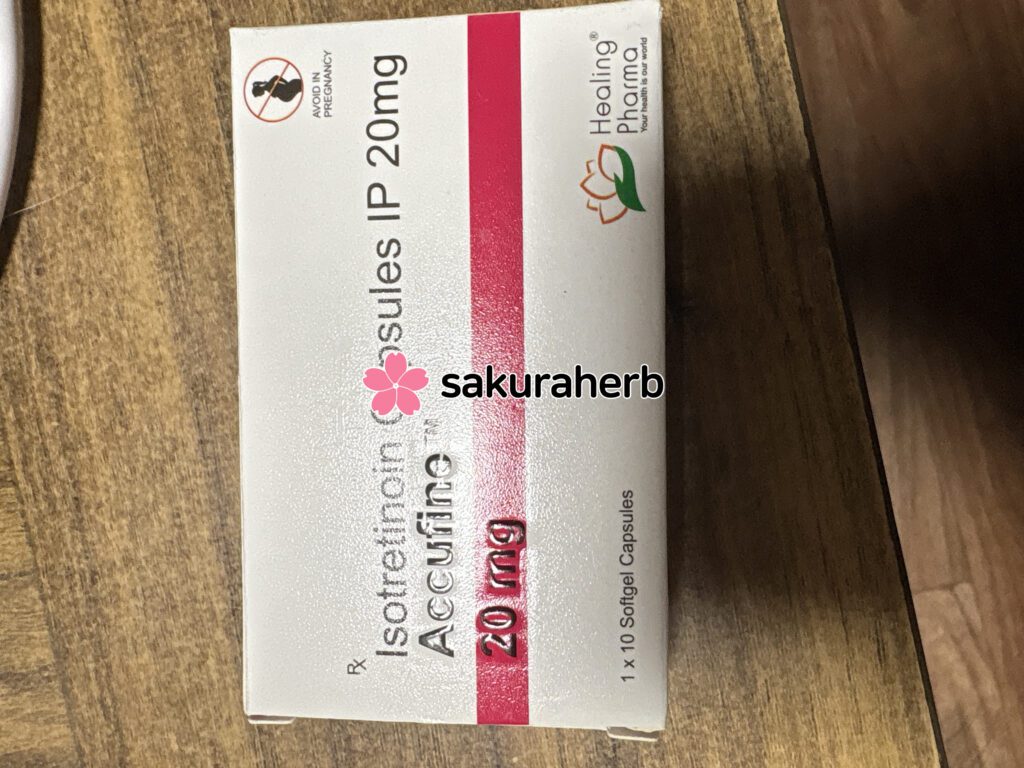 AVOID IN
PREGNANCY
Rx
Isotretinoin Capsules IP 20mg
Accufine™
20 mg
1 x 10 Softgel Capsules
Healing®
Pharma
Your health is our world
sakuraherb